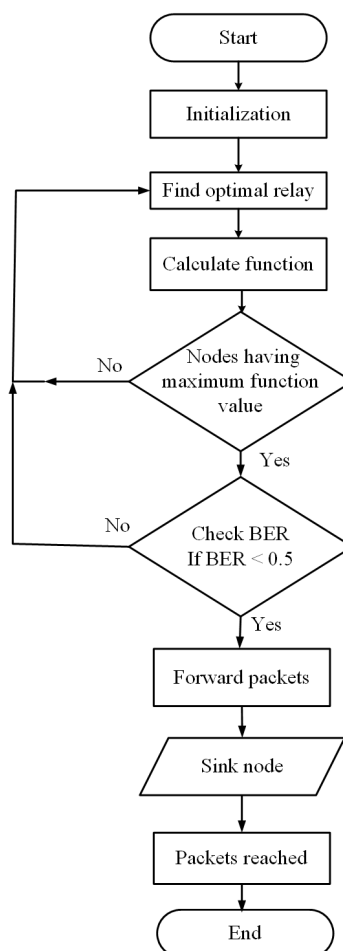 Start
Initialization
Find optimal relay
Calculate function
No
Nodes having
maximum function
value
Yes
No
Check BER
If BER < 0.5
Yes
Forward packets
Sink node
Packets reached
End